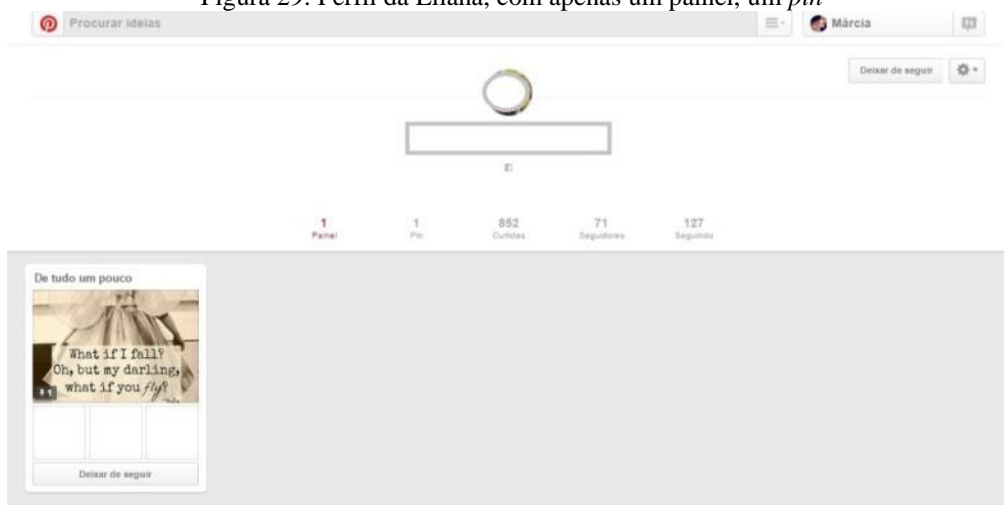 Figura 29: Perfil da Eliana, com apenas um painel, um pin
Procurar ideias
Márcia
Deixar de seguir
1 1 852 71 127
Painel Pin Curtidas Seguidores Seguindo
De tudo um pouco
What if I fall?
Oh, but my darling,
what if you fly?
Deixar de seguir